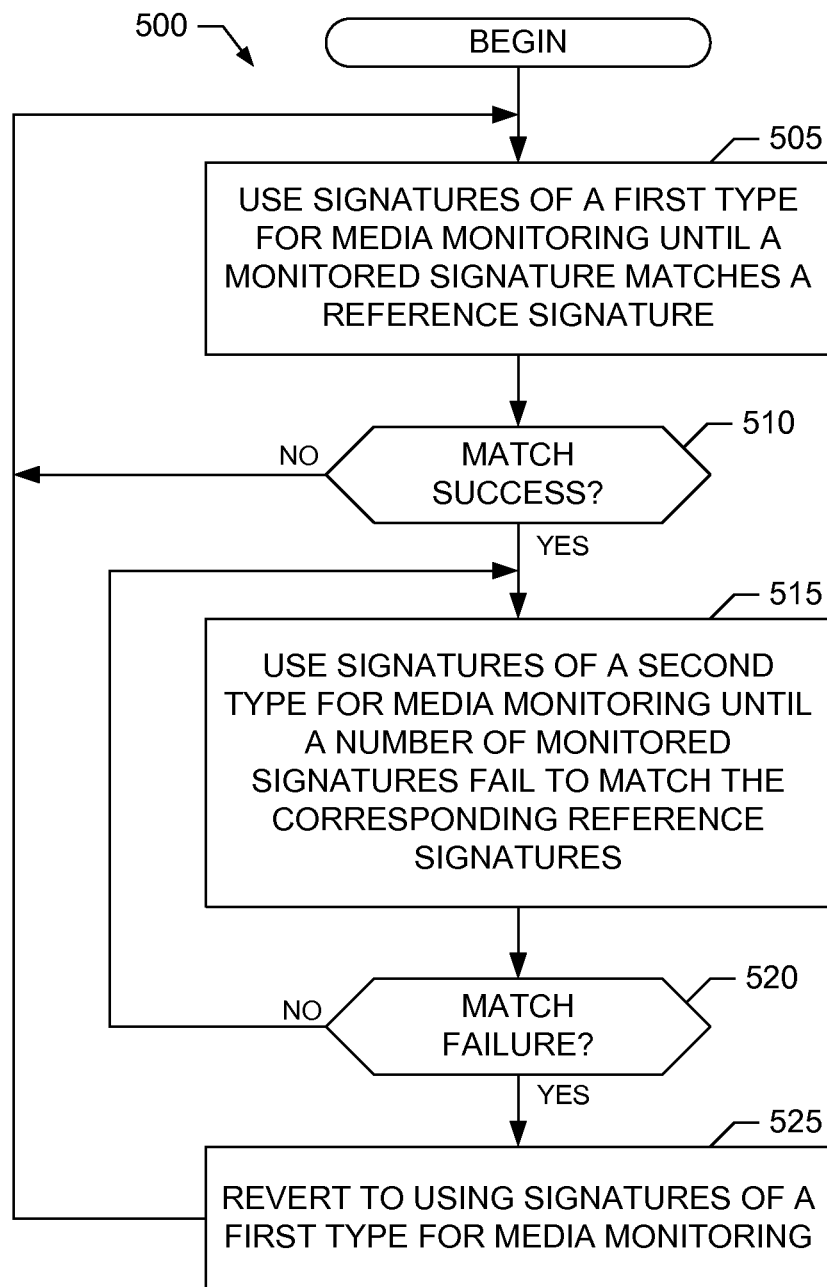 500
BEGIN
505
USE SIGNATURES OF A FIRST TYPE
FOR MEDIA MONITORING UNTIL A
MONITORED SIGNATURE MATCHES A
REFERENCE SIGNATURE
510
NO
MATCH
SUCCESS?
YES
515
USE SIGNATURES OF A SECOND
TYPE FOR MEDIA MONITORING UNTIL
A NUMBER OF MONITORED
SIGNATURES FAIL TO MATCH THE
CORRESPONDING REFERENCE
SIGNATURES
520
NO
MATCH
FAILURE?
YES
525
REVERT TO USING SIGNATURES OF A
FIRST TYPE FOR MEDIA MONITORING